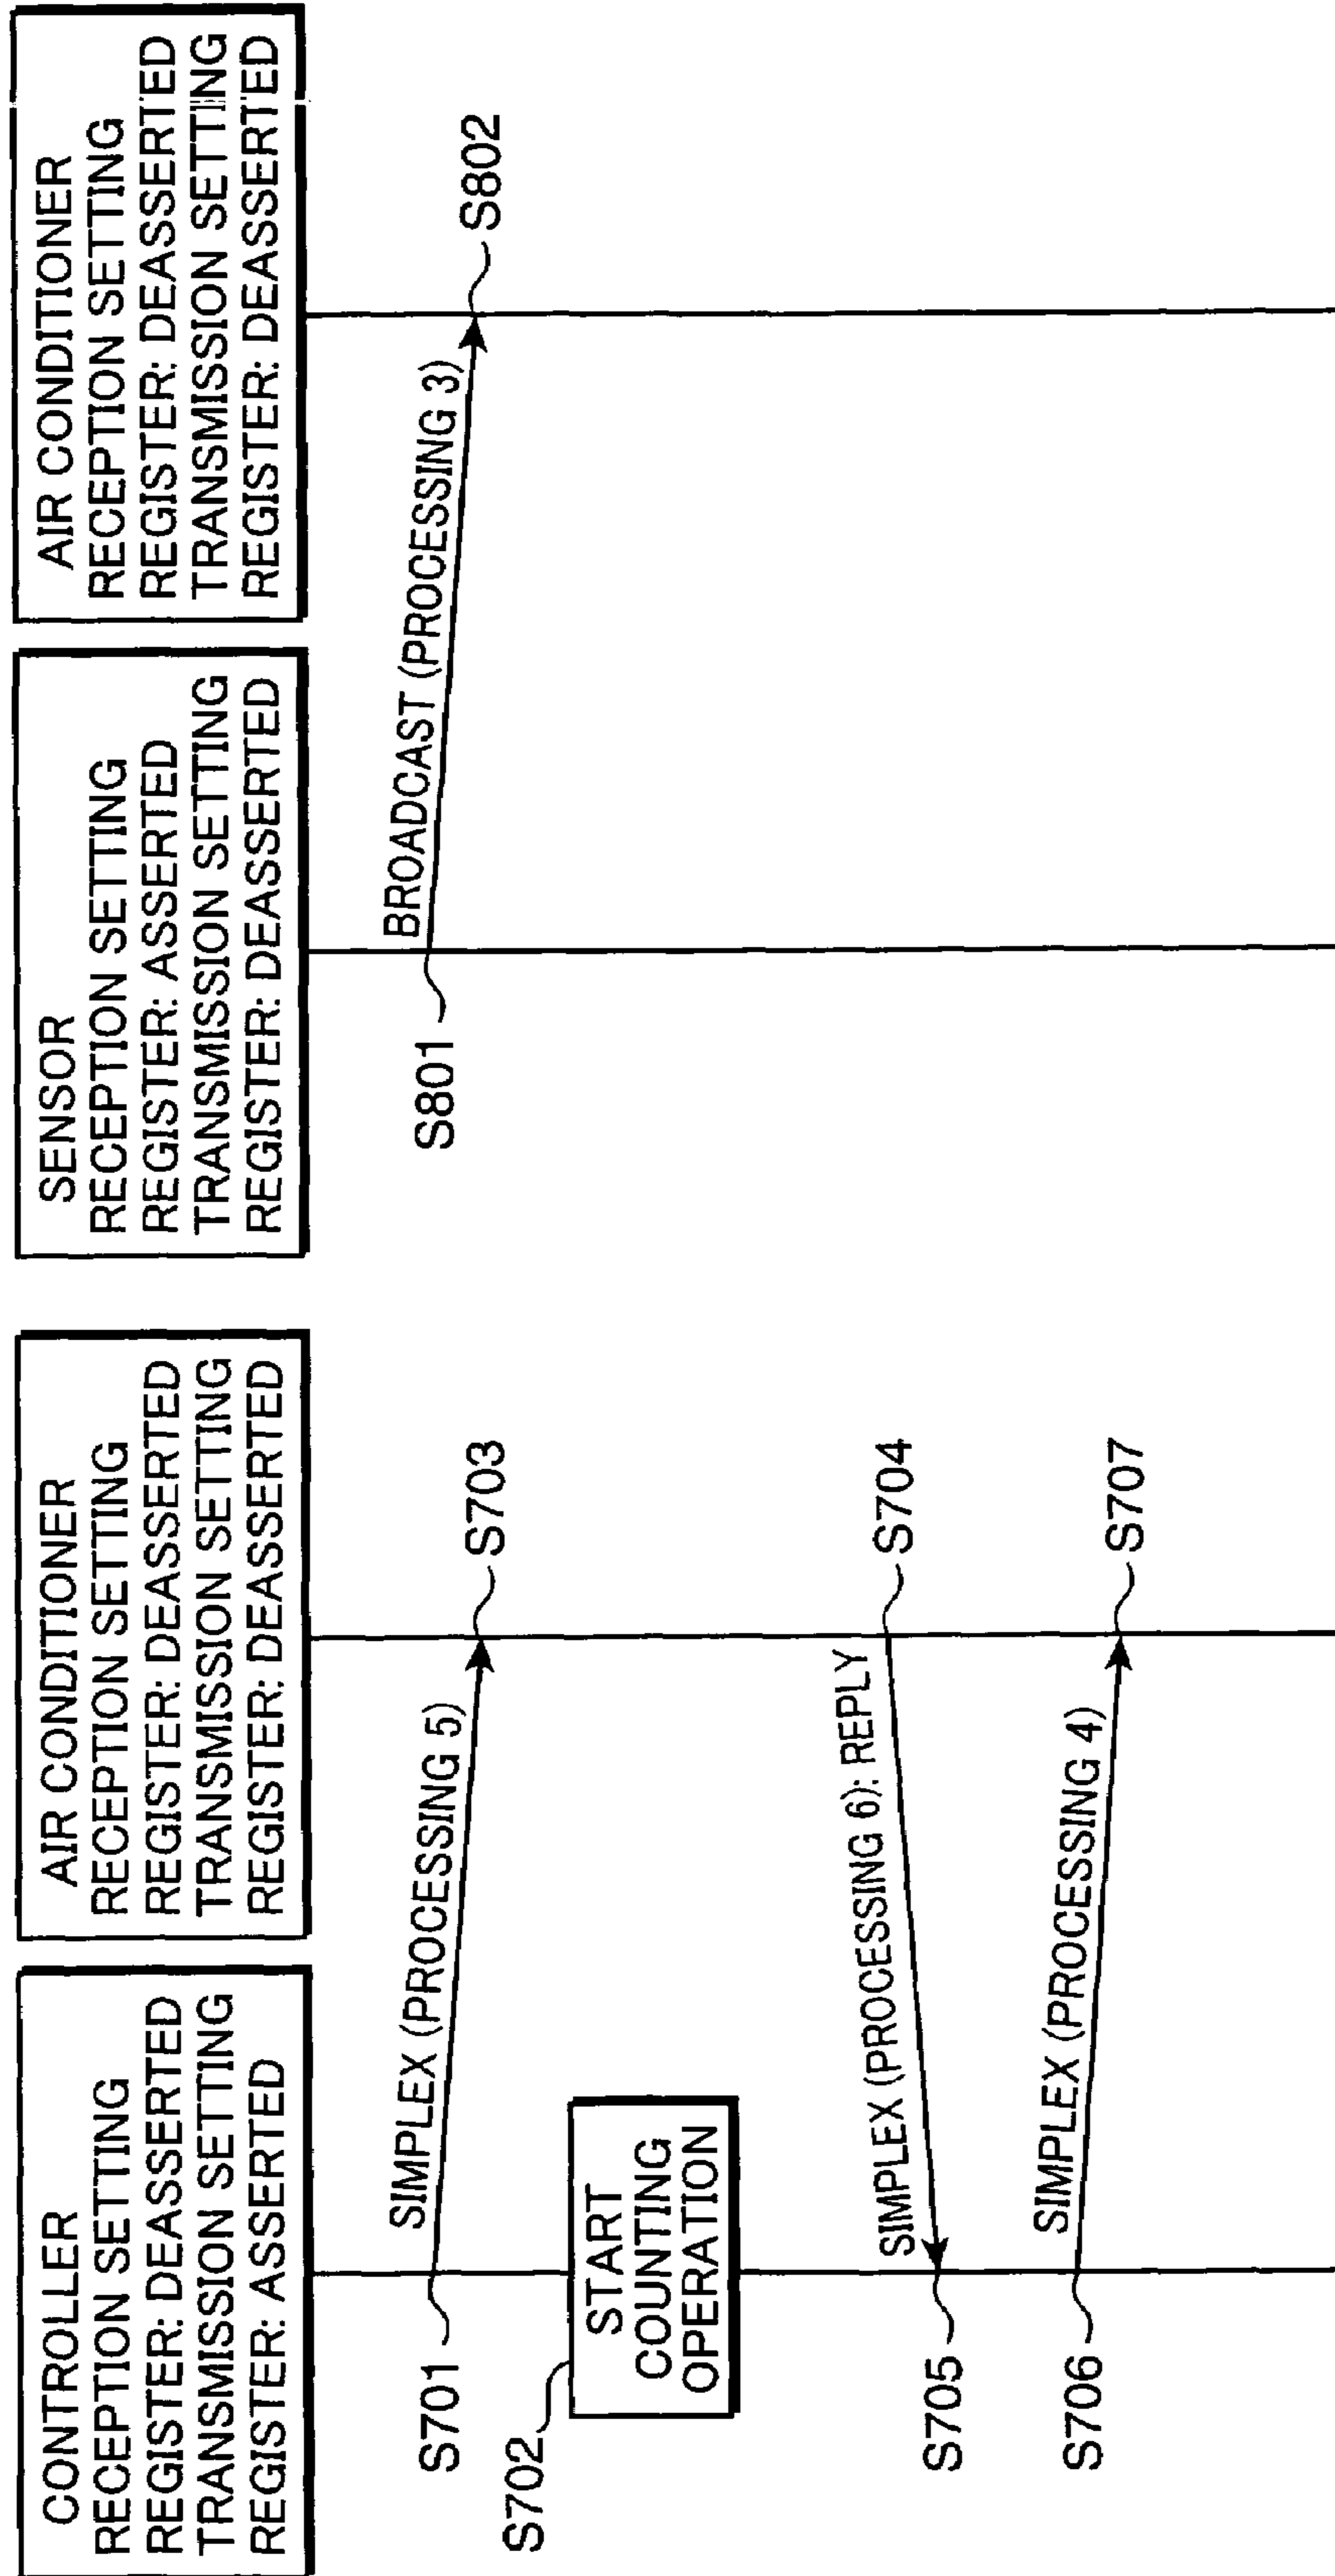 CONTROLLER
RECEPTION SETTING
REGISTER: DEASSERTED
TRANSMISSION SETTING
REGISTER: ASSERTED
AIR CONDITIONER
RECEPTION SETTING
REGISTER: DEASSERTED
TRANSMISSION SETTING
REGISTER: DEASSERTED
SENSOR
RECEPTION SETTING
REGISTER: ASSERTED
TRANSMISSION SETTING
REGISTER: DEASSERTED
AIR CONDITIONER
RECEPTION SETTING
REGISTER: DEASSERTED
TRANSMISSION SETTING
REGISTER: DEASSERTED
S701
SIMPLEX (PROCESSING 5)
S703
S702
START
COUNTING
OPERATION
SIMPLEX (PROCESSING 6): REPLY
S704
S705
S706
SIMPLEX (PROCESSING 4)
S707
S801
BROADCAST (PROCESSING 3)
S802